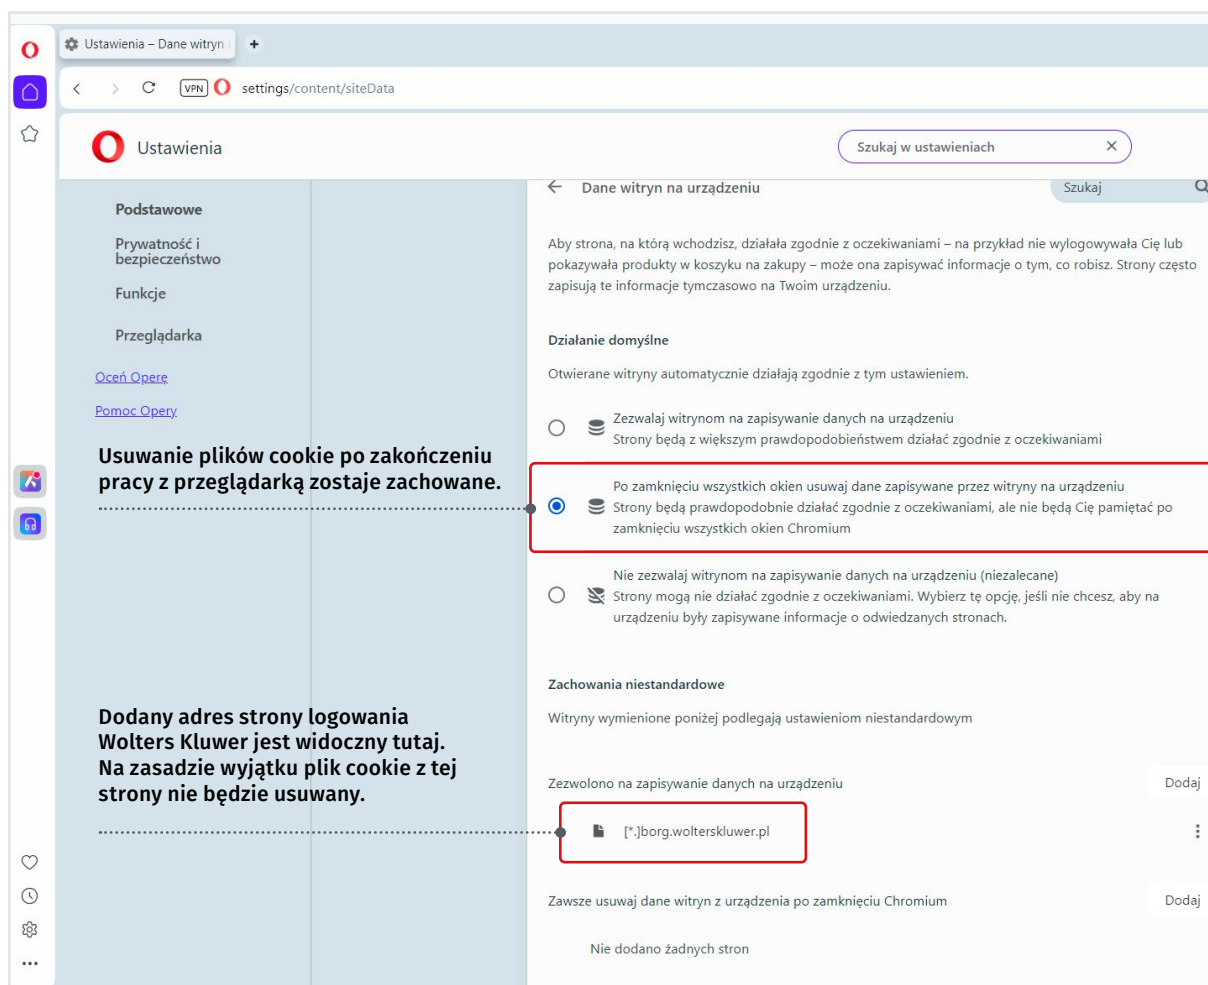 Ustawienia – Dane witryn
VPN settings/content/siteData
Ustawienia
Szukaj w ustawieniach
Dane witryn na urządzeniu
Szukaj
Podstawowe
Prywatność i
bezpieczeństwo
Funkcje
Przeglądarka
Oceń Operę
Pomoc Opery
Aby strona, na którą wchodzisz, działała zgodnie z oczekiwaniami – na przykład nie wylogowywała Cię lub
pokazywała produkty w koszyku na zakupy – może ona zapisywać informacje o tym, co robisz. Strony często
zapisują te informacje tymczasowo na Twoim urządzeniu.
Działanie domyślne
Otwierane witryny automatycznie działają zgodnie z tym ustawieniem.
Zezwalaj witrynom na zapisywanie danych na urządzeniu
Strony będą z większym prawdopodobieństwem działać zgodnie z oczekiwaniami
Usuwanie plików cookie po zakończeniu
pracy z przeglądarką zostaje zachowane.
Po zamknięciu wszystkich okien usuwaj dane zapisywane przez witryny na urządzeniu
Strony będą prawdopodobnie działać zgodnie z oczekiwaniami, ale nie będą Cię pamiętać po
zamknięciu wszystkich okien Chromium
Nie zezwalaj witrynom na zapisywanie danych na urządzeniu (niezalecane)
Strony mogą nie działać zgodnie z oczekiwaniami. Wybierz tę opcję, jeśli nie chcesz, aby na
urządzeniu były zapisywane informacje o odwiedzanych stronach.
Zachowania niestandardowe
Witryny wymienione poniżej podlegają ustawieniom niestandardowym
Dodany adres strony logowania
Wolters Kluwer jest widoczny tutaj.
Na zasadzie wyjątku plik cookie z tej
strony nie będzie usuwany.
Zezwolono na zapisywanie danych na urządzeniu
Dodaj
[*.]borg.wolterskluwer.pl
Zawsze usuwaj dane witryn z urządzenia po zamknięciu Chromium
Dodaj
Nie dodano żadnych stron